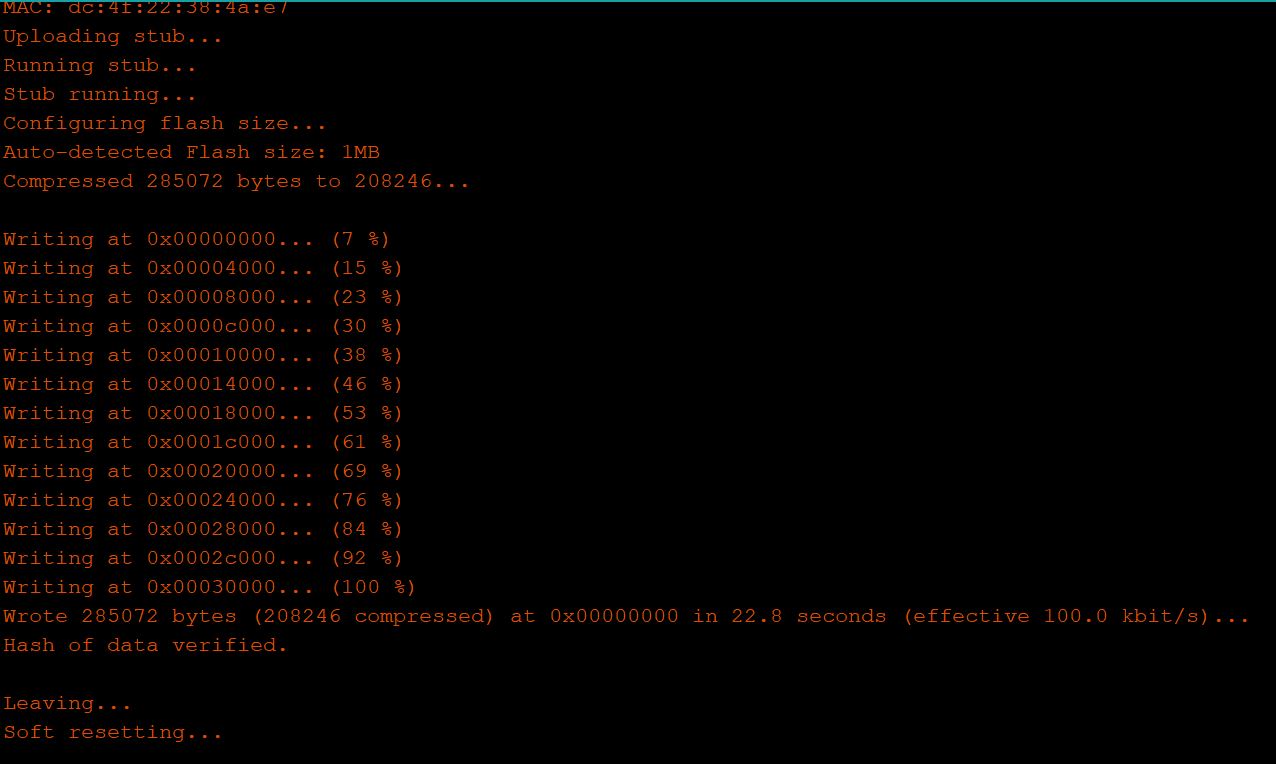 MAC: dc:4f:22:38:4a:e7
Uploading stub...
Running stub...
Stub running...
Configuring flash size...
Auto-detected Flash size: 1MB
Compressed 285072 bytes to 208246...
Writing at 0x00000000... (7 %)
Writing at 0x00004000... (15 %)
Writing at 0x00008000... (23 %)
Writing at 0x0000c000... (30 %)
Writing at 0x00010000... (38 %)
Writing at 0x00014000... (46 %)
Writing at 0x00018000... (53 %)
Writing at 0x0001c000... (61 %)
Writing at 0x00020000... (69 %)
Writing at 0x00024000... (76 %)
Writing at 0x00028000... (84 %)
Writing at 0x0002c000... (92 %)
Writing at 0x00030000... (100 %)
Wrote 285072 bytes (208246 compressed) at 0x00000000 in 22.8 seconds (effective 100.0 kbit/s)...
Hash of data verified.
Leaving...
Soft resetting...